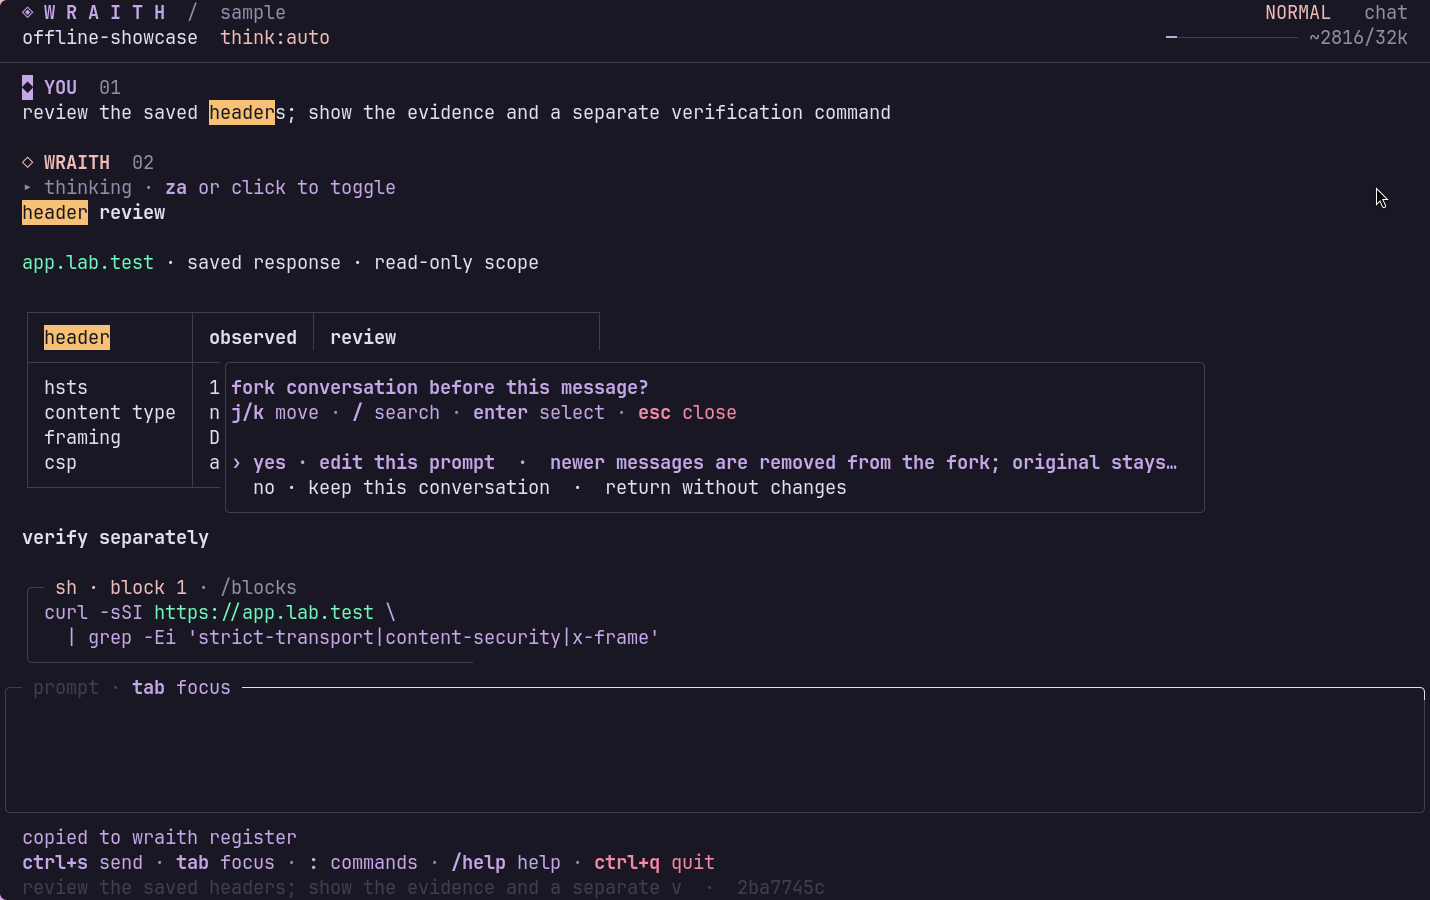 ◈ W R A I T H / sample NORMAL chat
offline-showcase think:auto ~2816/32k
◆ YOU 01
review the saved headers; show the evidence and a separate verification command
◇ WRAITH 02
▸ thinking · za or click to toggle
header review
app.lab.test · saved response · read-only scope
header observed review
hsts 1
content type n
framing D
csp a
fork conversation before this message?
j/k move · / search · enter select · esc close
› yes · edit this prompt · newer messages are removed from the fork; original stays…
no · keep this conversation · return without changes
verify separately
sh · block 1 · /blocks
curl -sSI https://app.lab.test \
| grep -Ei 'strict-transport|content-security|x-frame'
prompt · tab focus
copied to wraith register
ctrl+s send · tab focus · : commands · /help help · ctrl+q quit
review the saved headers; show the evidence and a separate v · 2ba7745c